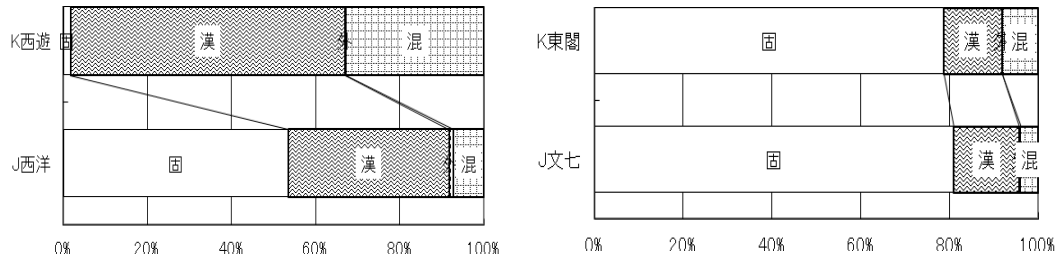 K西遊 固 漢 外 混
J西洋 固 漢 外 混
0% 20% 40% 60% 80% 100%
K東閣 固 漢 外 混
J文七 固 漢 混
0% 20% 40% 60% 80% 100%